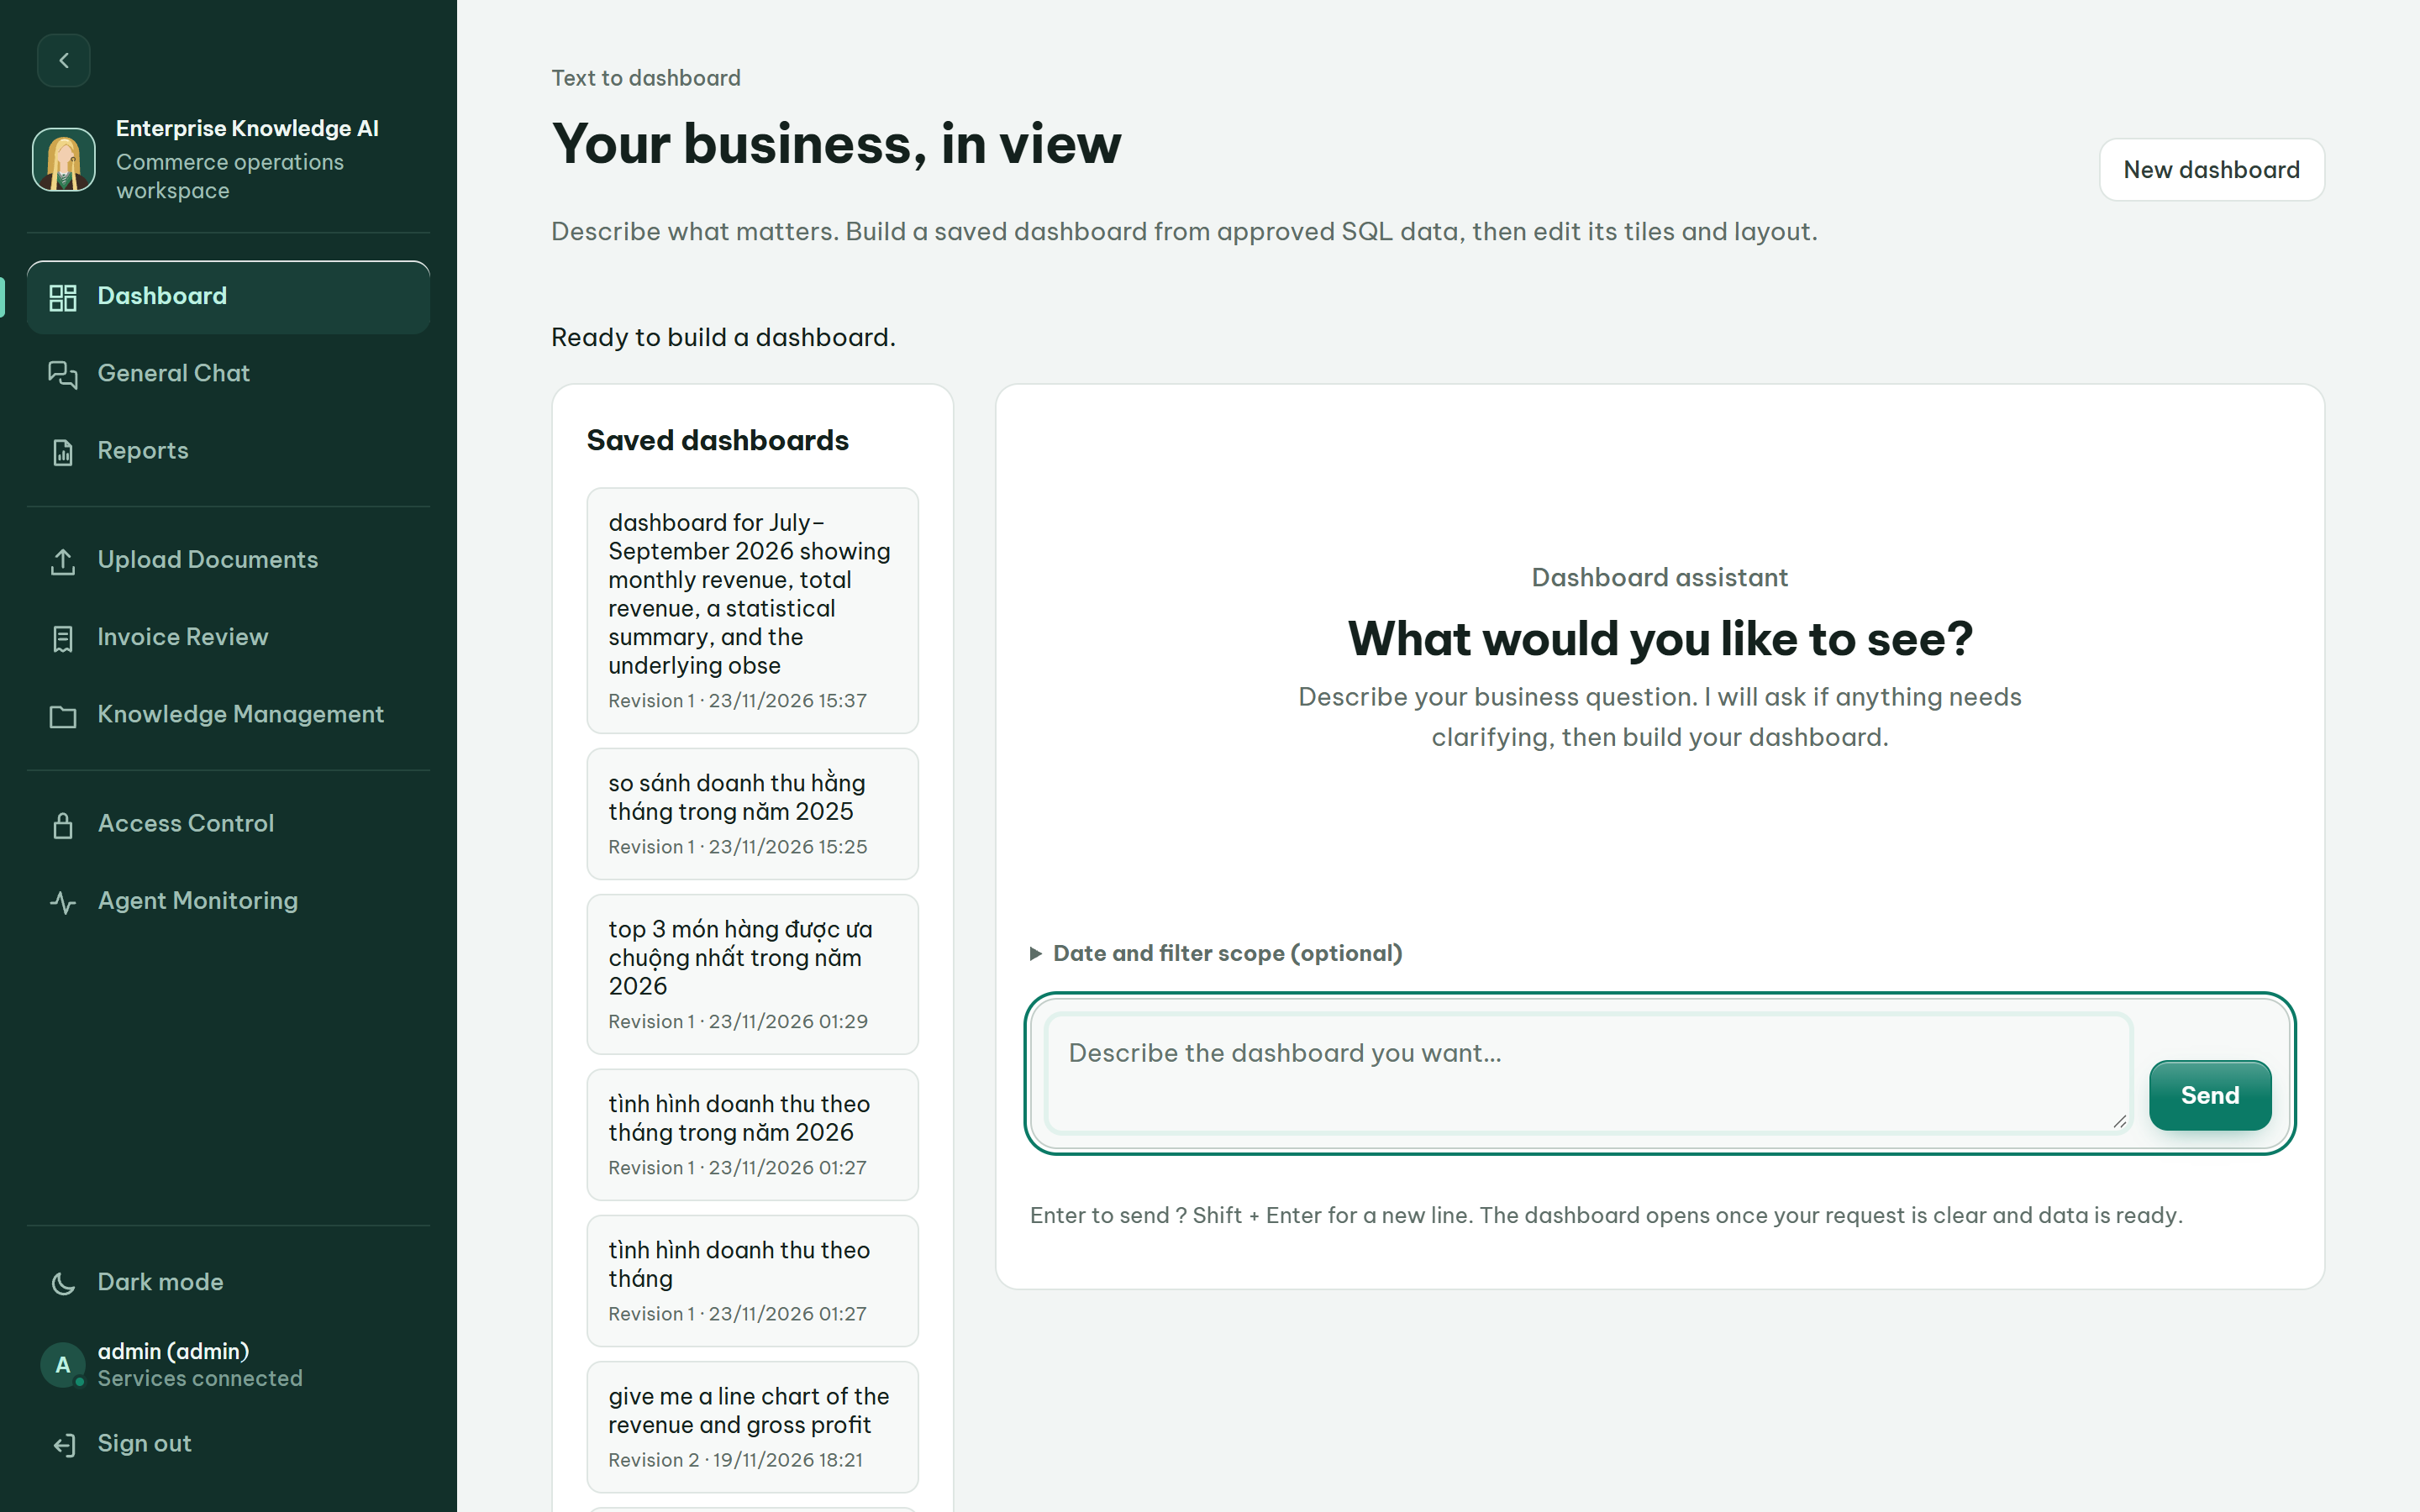 Enterprise Knowledge AI
Commerce operations
workspace
Dashboard
General Chat
Reports
Upload Documents
Invoice Review
Knowledge Management
Access Control
Agent Monitoring
Dark mode
A
admin (admin)
Services connected
Sign out
Text to dashboard
Your business, in view
New dashboard
Describe what matters. Build a saved dashboard from approved SQL data, then edit its tiles and layout.
Ready to build a dashboard.
Saved dashboards
dashboard for July–
September 2026 showing
monthly revenue, total
revenue, a statistical
summary, and the
underlying obse
Revision 1 · 23/11/2026 15:37
so sánh doanh thu hằng
tháng trong năm 2025
Revision 1 · 23/11/2026 15:25
top 3 món hàng được ưa
chuộng nhất trong năm
2026
Revision 1 · 23/11/2026 01:29
tình hình doanh thu theo
tháng trong năm 2026
Revision 1 · 23/11/2026 01:27
tình hình doanh thu theo
tháng
Revision 1 · 23/11/2026 01:27
give me a line chart of the
revenue and gross profit
Revision 2 · 19/11/2026 18:21
Dashboard assistant
What would you like to see?
Describe your business question. I will ask if anything needs
clarifying, then build your dashboard.
Date and filter scope (optional)
Describe the dashboard you want...
Send
Enter to send ? Shift + Enter for a new line. The dashboard opens once your request is clear and data is ready.